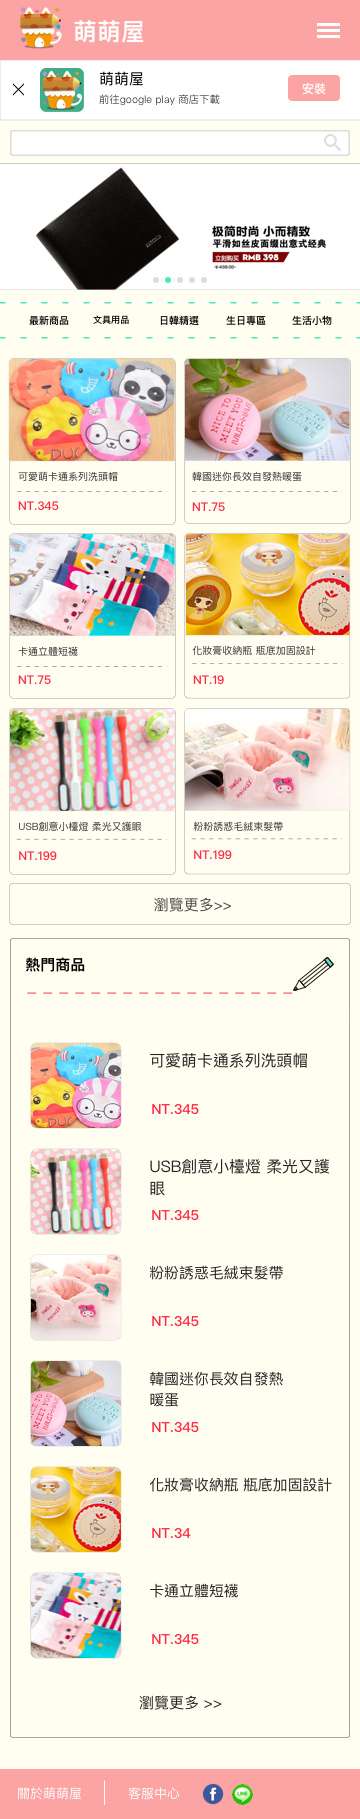 萌萌屋
萌萌屋
前往google play 商店下載
安裝
极简时尚 小而精致
平滑如丝皮面缀出意式经典
立刻购买 RMB 398
最新商品
文具用品
日韓精選
生日專區
生活小物
可愛萌卡通系列洗頭帽
NT.345
韓國迷你長效自發熱暖蛋
NT.75
卡通立體短襪
NT.75
化妝膏收納瓶 瓶底加固設計
NT.19
USB創意小檯燈 柔光又護眼
NT.199
粉粉誘惑毛絨束髮帶
NT.199
瀏覽更多>>
熱門商品
可愛萌卡通系列洗頭帽
NT.345
USB創意小檯燈 柔光又護
眼
NT.345
粉粉誘惑毛絨束髮帶
NT.345
韓國迷你長效自發熱
暖蛋
NT.345
化妝膏收納瓶 瓶底加固設計
NT.34
卡通立體短襪
NT.345
瀏覽更多 >>
關於萌萌屋
客服中心